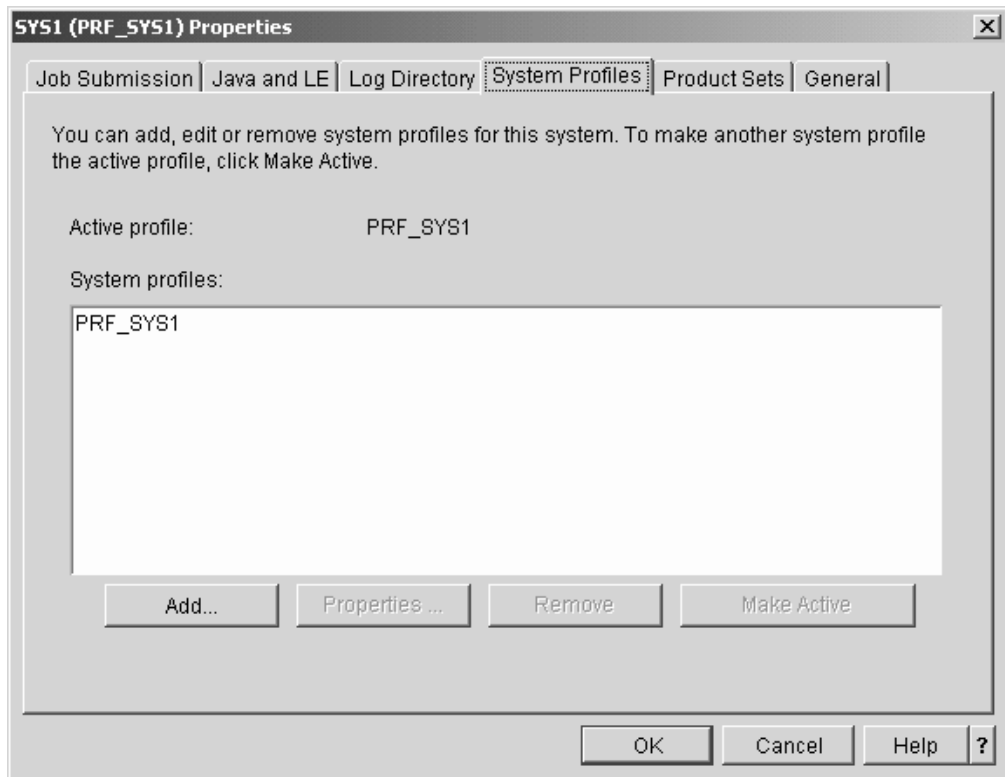 SYS1 (PRF_SYS1) Properties
Job Submission Java and LE Log Directory System Profiles Product Sets General
You can add, edit or remove system profiles for this system. To make another system profile
the active profile, click Make Active.
Active profile: PRF_SYS1
System profiles:
PRF_SYS1
Add... Properties ... Remove Make Active
OK Cancel Help ?